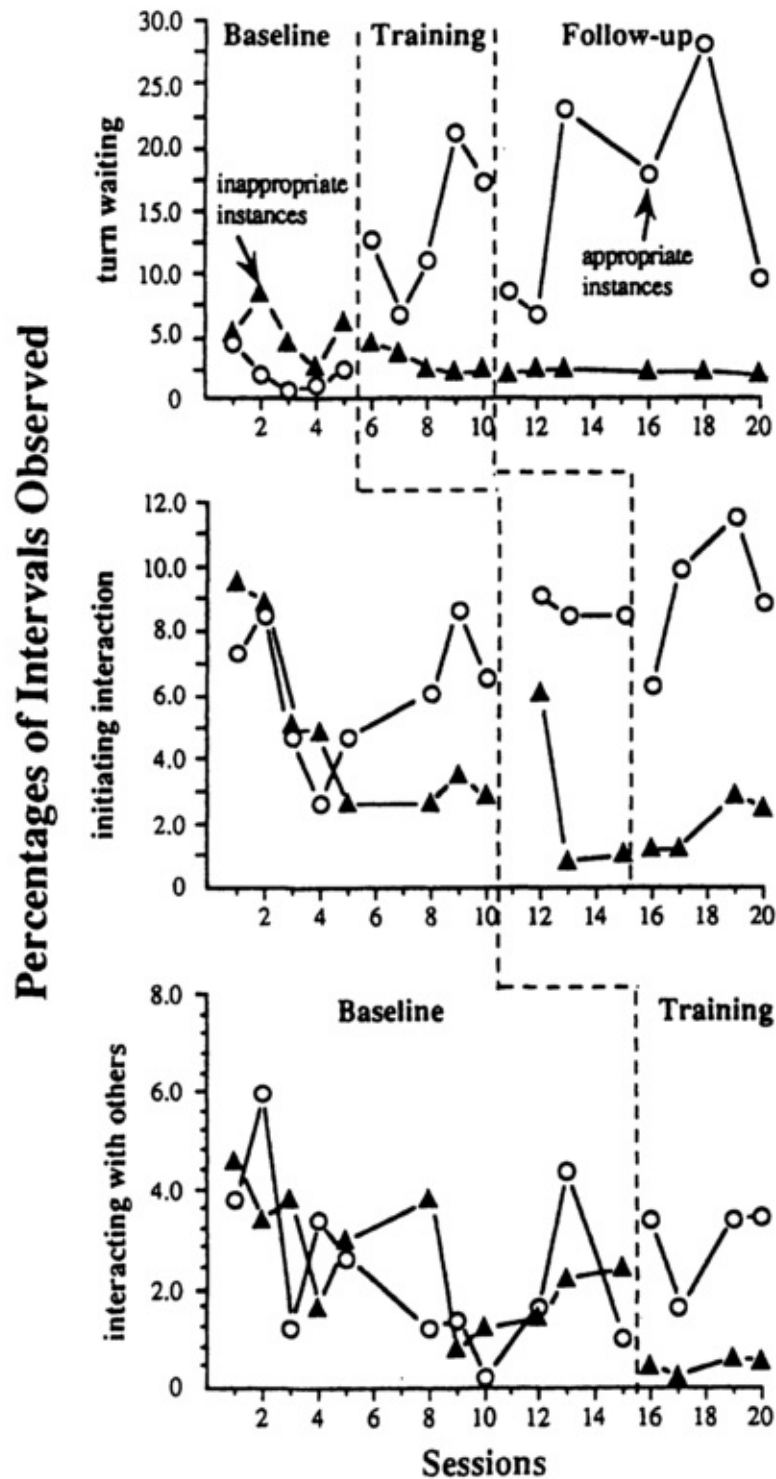 Percentages of Intervals Observed
Baseline Training Follow-up
turn waiting
30.0
25.0
20.0
15.0
10.0
5.0
0
inappropriate
instances
appropriate
instances
2 4 6 8 10 12 14 16 18 20
initiating interaction
12.0
10.0
8.0
6.0
4.0
2.0
0
2 4 6 8 10 12 14 16 18 20
interacting with others
8.0
6.0
4.0
2.0
0
Baseline Training
2 4 6 8 10 12 14 16 18 20
Sessions